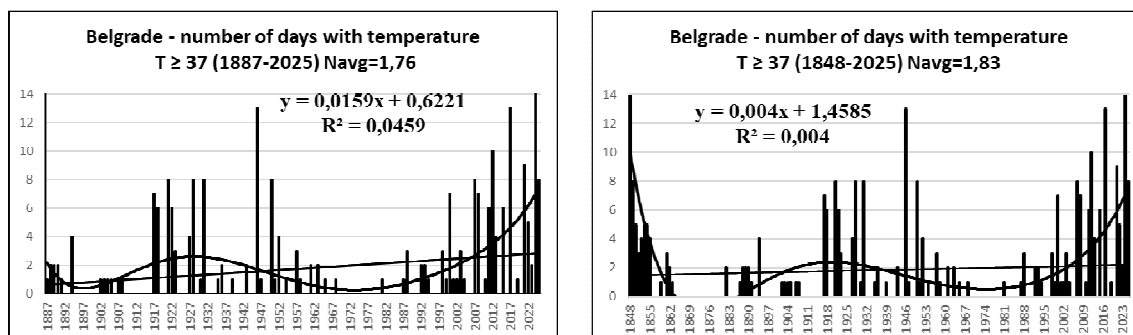 Belgrade - number of days with temperature
T ≥ 37 (1887-2025) Navg=1,76
y = 0,0159x + 0,6221
R² = 0,0459
14
12
10
8
6
4
2
0
1887 1892 1897 1902 1907 1912 1917 1922 1927 1932 1937 1942 1947 1952 1957 1962 1967 1972 1977 1982 1987 1992 1997 2002 2007 2012 2017 2022
Belgrade - number of days with temperature
T ≥ 37 (1848-2025) Navg=1,83
y = 0,004x + 1,4585
R² = 0,004
14
12
10
8
6
4
2
0
1848 1855 1862 1869 1876 1883 1890 1897 1904 1911 1918 1925 1932 1939 1946 1953 1960 1967 1974 1981 1988 1995 2002 2009 2016 2023